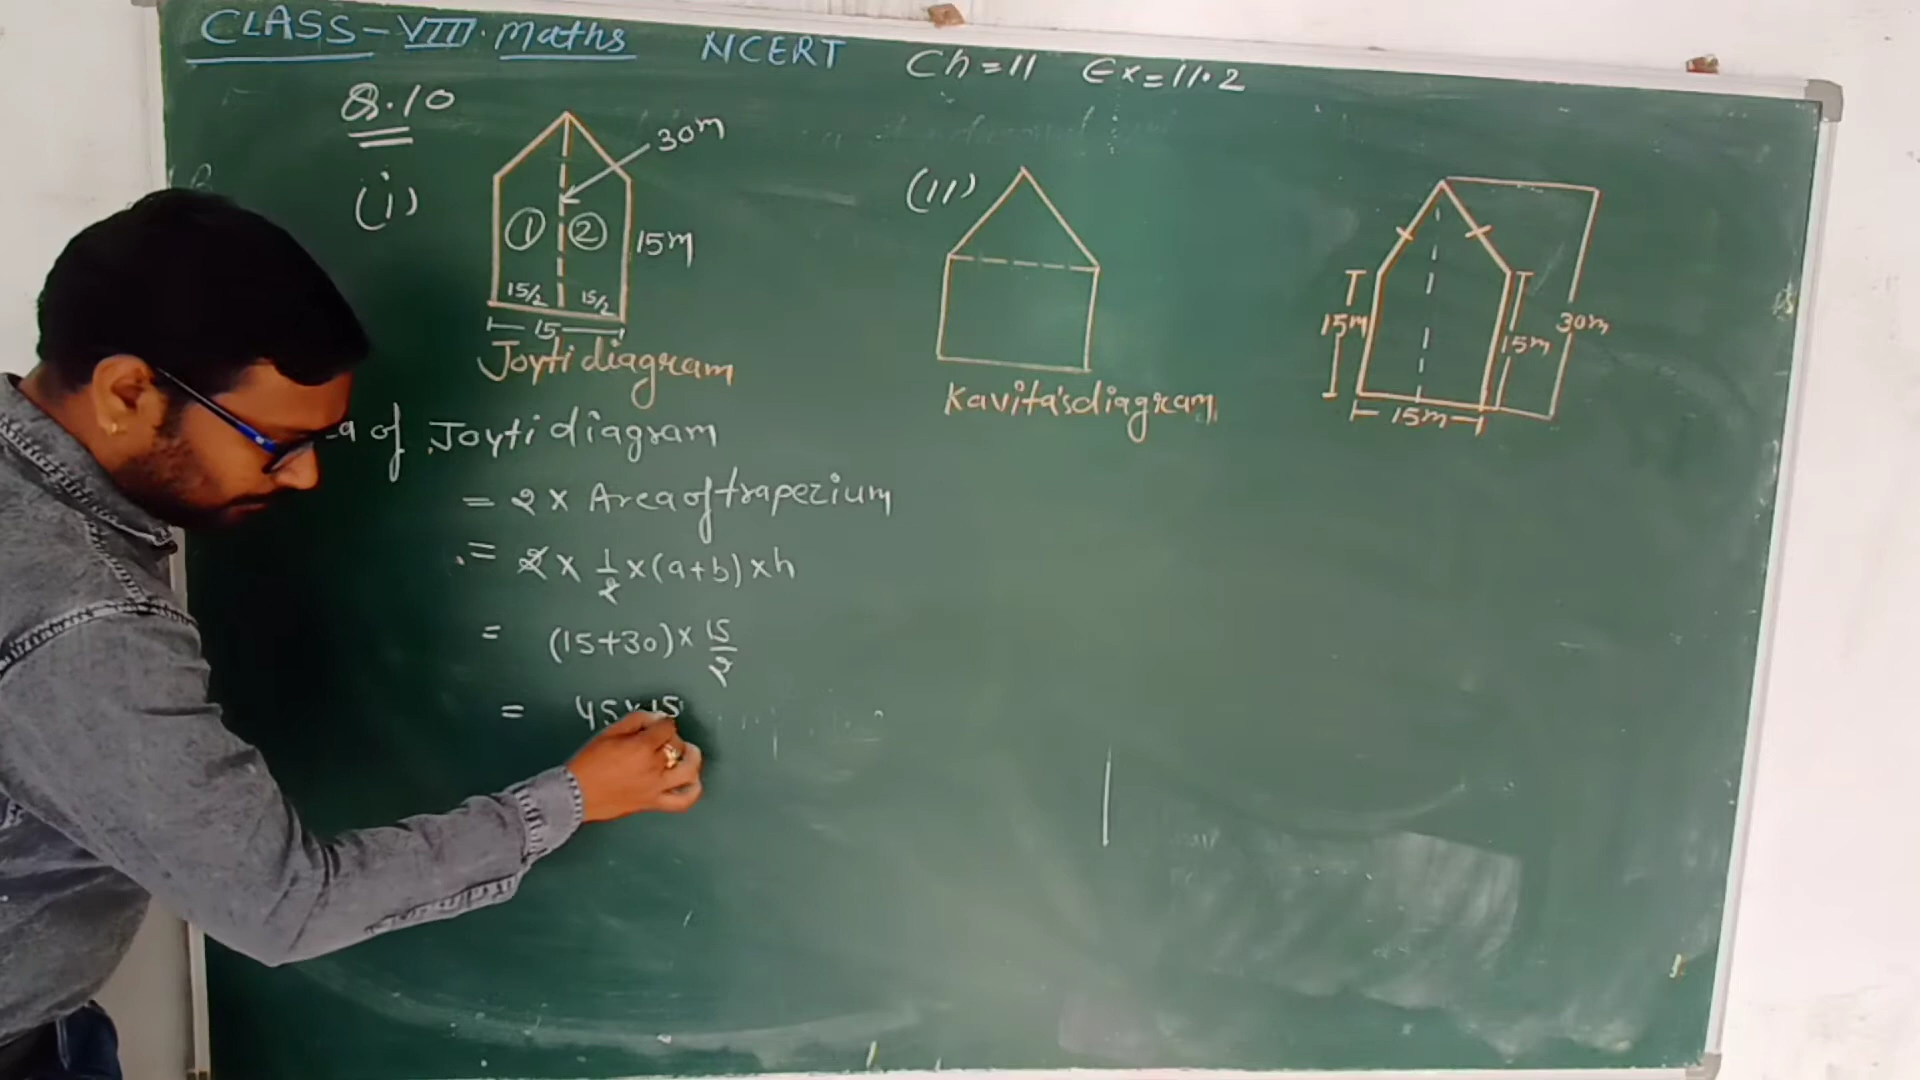 CLASS - VIII. Maths NCERT Ch = 11 Ex = 11.2
Q.10
(i)
30m
1 2
15m
15/2 15/2
15
Joyti diagram
(ii)
Kavita'sdiagram
15m
15m
30m
15m
of Joyti diagram
= 2 × Area of trapezium
= 2 × 1/2 × (a+b) × h
= (15+30) × 15/2
= 45 × 15